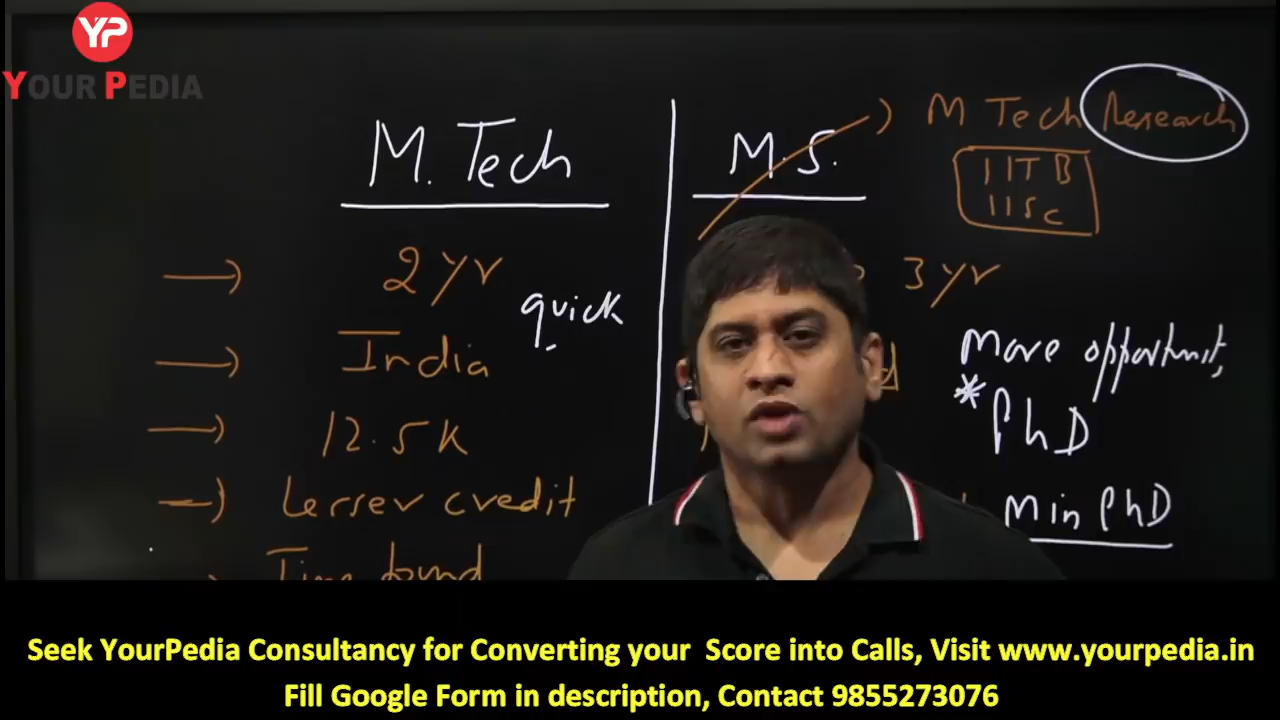 YP
YOUR PEDIA
M.Tech
M.S.
M Tech Research
IITB
IISc
2 yr
quick
3 yr
India
More opportunit,
12.5K
* PhD
Lesser credit
Min PhD
Time
Seek YourPedia Consultancy for Converting your Score into Calls, Visit www.yourpedia.in
Fill Google Form in description, Contact 9855273076